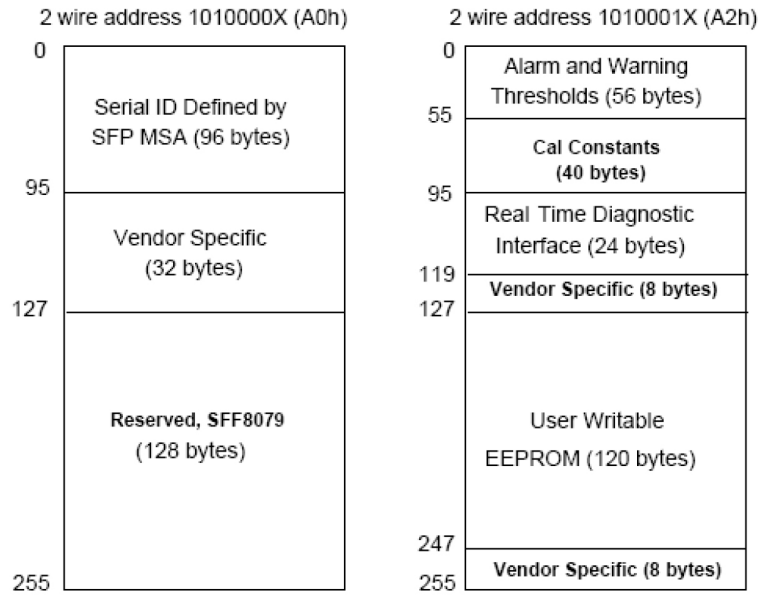 2 wire address 1010000X (A0h)
0
Serial ID Defined by
SFP MSA (96 bytes)
95
Vendor Specific
(32 bytes)
127
Reserved, SFF8079
(128 bytes)
255
2 wire address 1010001X (A2h)
0
Alarm and Warning
Thresholds (56 bytes)
55
Cal Constants
(40 bytes)
95
Real Time Diagnostic
Interface (24 bytes)
119
Vendor Specific (8 bytes)
127
User Writable
EEPROM (120 bytes)
247
Vendor Specific (8 bytes)
255